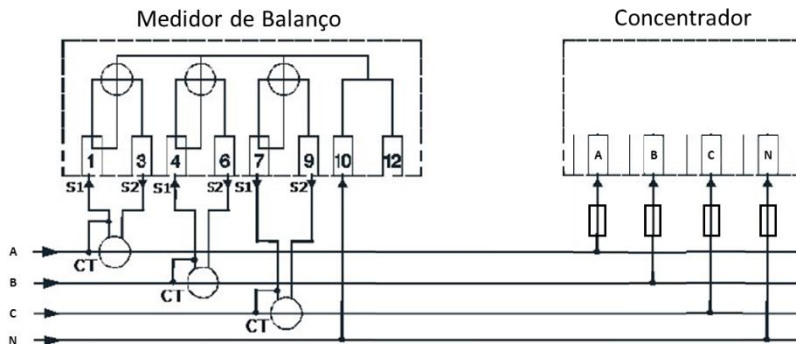 Medidor de Balanço
Concentrador
1 3 4 6 7 9 10 12
A B C N
S1 S2 S1 S2 S1 S2
A
CT
B
CT
C
CT
N